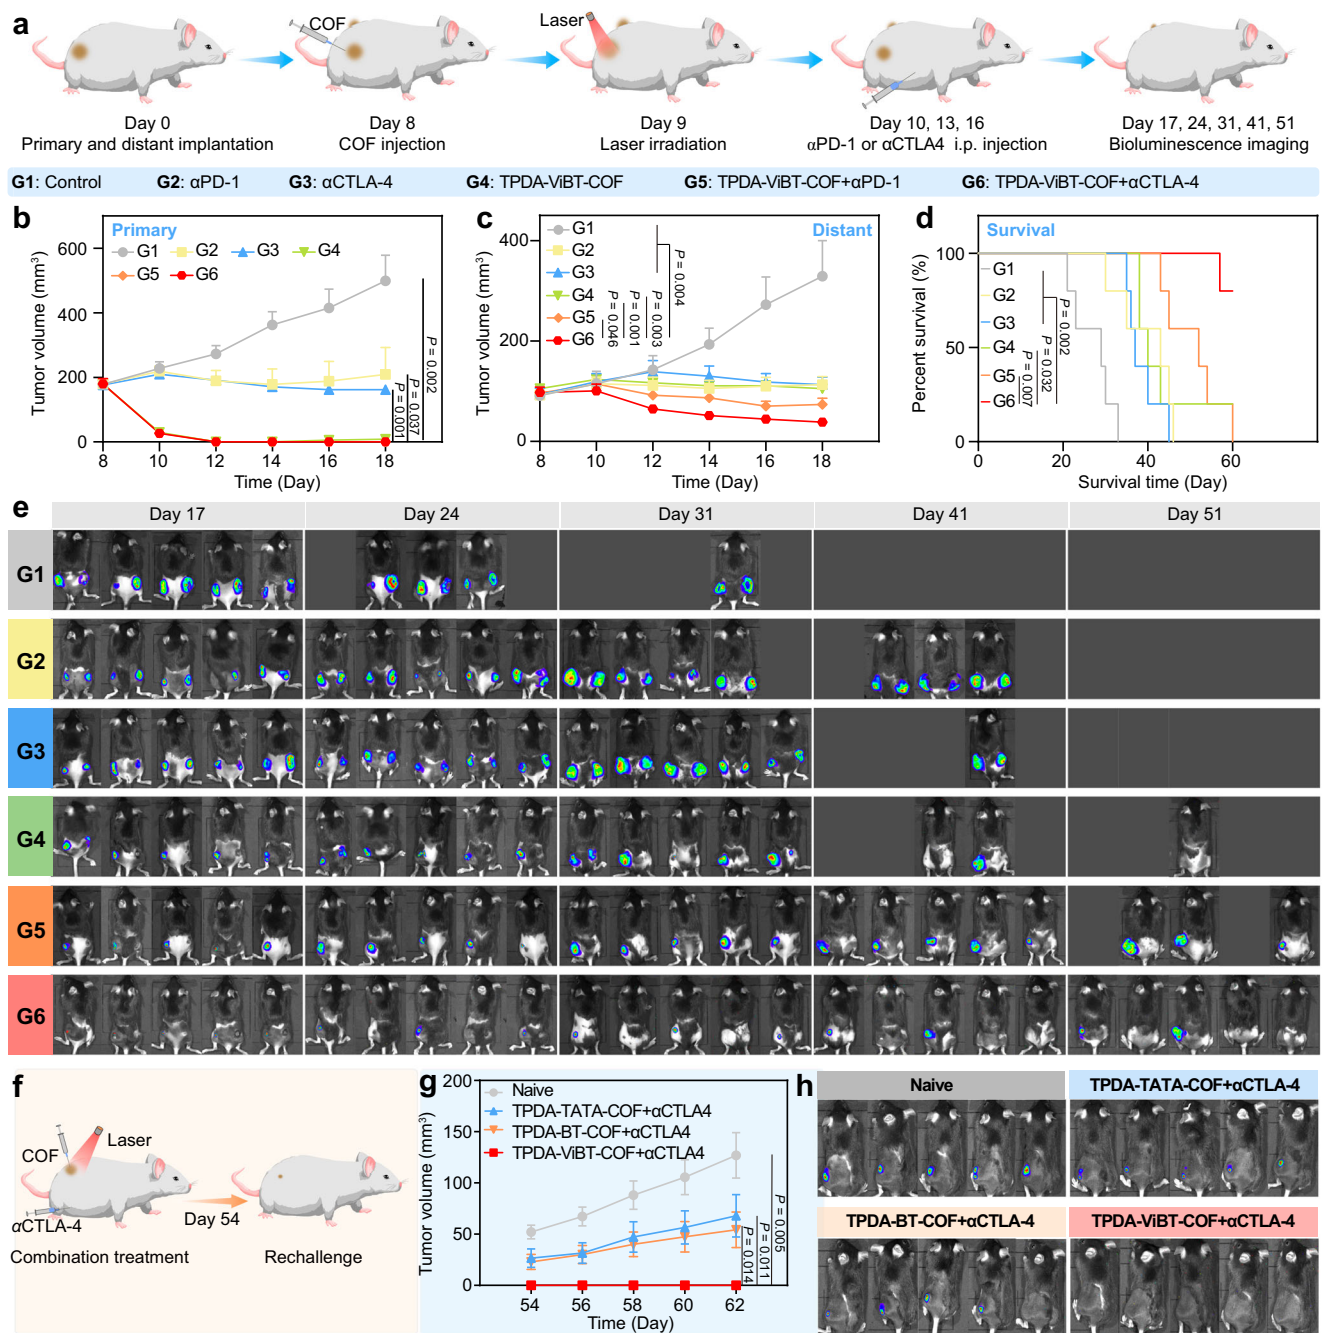 a
COF
Laser
Day 0
Primary and distant implantation
Day 8
COF injection
Day 9
Laser irradiation
Day 10, 13, 16
αPD-1 or αCTLA4 i.p. injection
Day 17, 24, 31, 41, 51
Bioluminescence imaging
G1: Control G2: αPD-1 G3: αCTLA-4 G4: TPDA-ViBT-COF G5: TPDA-ViBT-COF+αPD-1 G6: TPDA-ViBT-COF+αCTLA-4
b
Primary
G1 G2 G3 G4
G5 G6
Tumor volume (mm³)
600
400
200
0
8 10 12 14 16 18
Time (Day)
P = 0.002
P = 0.037
P = 0.001
c
Distant
G1
G2
G3
G4
G5
G6
Tumor volume (mm³)
400
200
0
8 10 12 14 16 18
Time (Day)
P = 0.004
P = 0.003
P = 0.001
P = 0.046
d
Survival
G1
G2
G3
G4
G5
G6
Percent survival (%)
100
50
0
0 20 40 60
Survival time (Day)
P = 0.002
P = 0.032
P = 0.007
e
Day 17 Day 24 Day 31 Day 41 Day 51
G1
G2
G3
G4
G5
G6
f
COF
Laser
αCTLA-4
Day 54
Combination treatment
Rechallenge
g
Naive
TPDA-TATA-COF+αCTLA4
TPDA-BT-COF+αCTLA4
TPDA-ViBT-COF+αCTLA4
Tumor volume (mm³)
200
150
100
50
0
54 56 58 60 62
Time (Day)
P = 0.005
P = 0.011
P = 0.014
h
Naive
TPDA-TATA-COF+αCTLA-4
TPDA-BT-COF+αCTLA-4
TPDA-ViBT-COF+αCTLA-4